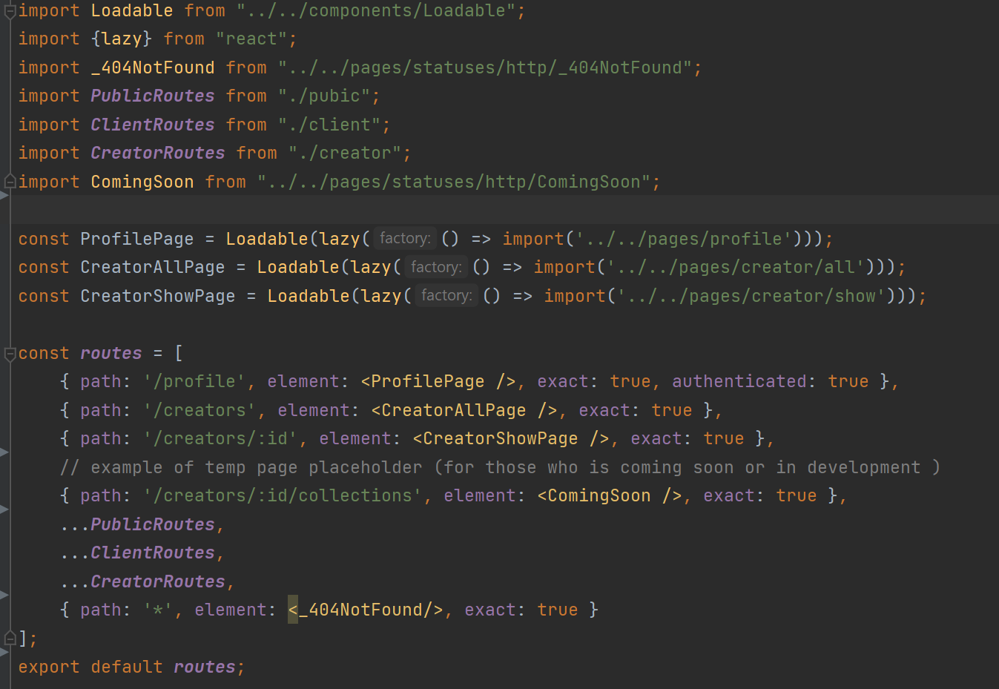 import Loadable from "../../components/Loadable";
import {lazy} from "react";
import _404NotFound from "../../pages/statuses/http/_404NotFound";
import PublicRoutes from "./pubic";
import ClientRoutes from "./client";
import CreatorRoutes from "./creator";
import ComingSoon from "../../pages/statuses/http/ComingSoon";
const ProfilePage = Loadable(lazy( factory: () => import('../../pages/profile')));
const CreatorAllPage = Loadable(lazy( factory: () => import('../../pages/creator/all')));
const CreatorShowPage = Loadable(lazy( factory: () => import('../../pages/creator/show')));
const routes = [
    { path: '/profile', element: <ProfilePage />, exact: true, authenticated: true },
    { path: '/creators', element: <CreatorAllPage />, exact: true },
    { path: '/creators/:id', element: <CreatorShowPage />, exact: true },
    // example of temp page placeholder (for those who is coming soon or in development )
    { path: '/creators/:id/collections', element: <ComingSoon />, exact: true },
    ...PublicRoutes,
    ...ClientRoutes,
    ...CreatorRoutes,
    { path: '*', element: <_404NotFound/>, exact: true }
];
export default routes;